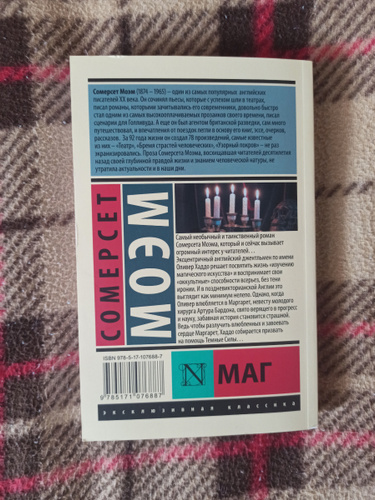 Сомерсет Моэм (1874 – 1965) – один из самых популярных английских
писателей XX века. Он сочинял пьесы, которые с успехом шли в театрах,
писал романы, которыми зачитывались его современники, довольно быстро
стал одним из самых высокооплачиваемых прозаиков своего времени, писал
сценарии для Голливуда. А еще он был агентом британской разведки, сам много
путешествовал, и впечатления от поездок легли в основу его книг, эссе, очерков,
рассказов. За 92 года жизни он создал 78 произведений, самые известные
из них – «Театр», «Бремя страстей человеческих», «Узорный покров» – не раз
экранизировались. Проза Сомерсета Моэма, восхищавшая читателей десятилетия
назад своей глубинной правдой жизни и знанием человеческой натуры, не
утратила актуальности и в наши дни.
СОМЕРСЕТ
МОЭМ
Самый необычный и таинственный роман
Сомерсета Моэма, который и сейчас вызывает
огромный интерес у читателей. . .
Эксцентричный английский джентльмен по имени
Оливер Хаддо решает посвятить жизнь «изучению
магического искусства» и воспринимает свои
«оккультные» способности всерьез, без тени
иронии. И в поздневикторианской Англии это
выглядит как минимум нелепо. Однако, когда
Оливер влюбляется в Маргарет, невесту молодого
хирурга Артура Бардона, свято верящего в прогресс
и науку, забавная история становится страшной.
Ведь чтобы разлучить влюбленных и завоевать
сердце Маргарет, Хаддо собирается призвать
на помощь Темные Силы. . .
ISBN 978-5-17-107688-7
9 785171 076887
N
МАГ
ЭКСКЛЮЗИВНАЯ КЛАССИКА